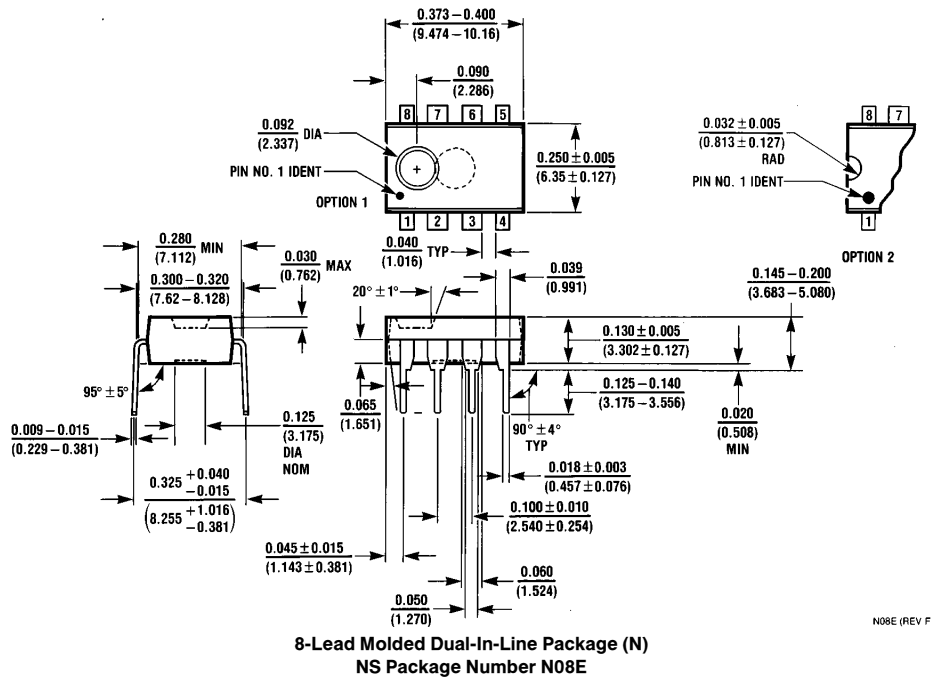 0.373 – 0.400
(9.474 – 10.16)
0.090
(2.286)
8 7 6 5
0.092 DIA
(2.337)
+
PIN NO. 1 IDENT
OPTION 1
1 2 3 4
0.250 ± 0.005
(6.35 ± 0.127)
8 7
0.032 ± 0.005
(0.813 ± 0.127)
RAD
PIN NO. 1 IDENT
1
OPTION 2
0.280 MIN
(7.112)
0.300 – 0.320
(7.62 – 8.128)
0.030 MAX
(0.762)
0.040 TYP
(1.016)
0.039
(0.991)
20° ± 1°
0.145 – 0.200
(3.683 – 5.080)
0.130 ± 0.005
(3.302 ± 0.127)
0.125 – 0.140
(3.175 – 3.556)
0.020
(0.508)
MIN
95° ± 5°
0.009 – 0.015
(0.229 – 0.381)
0.125
(3.175)
DIA
NOM
0.065
(1.651)
90° ± 4°
TYP
0.325 +0.040
−0.015
(8.255 +1.016
−0.381)
0.018 ± 0.003
(0.457 ± 0.076)
0.100 ± 0.010
(2.540 ± 0.254)
0.045 ± 0.015
(1.143 ± 0.381)
0.060
(1.524)
0.050
(1.270)
N08E (REV F
8-Lead Molded Dual-In-Line Package (N)
NS Package Number N08E